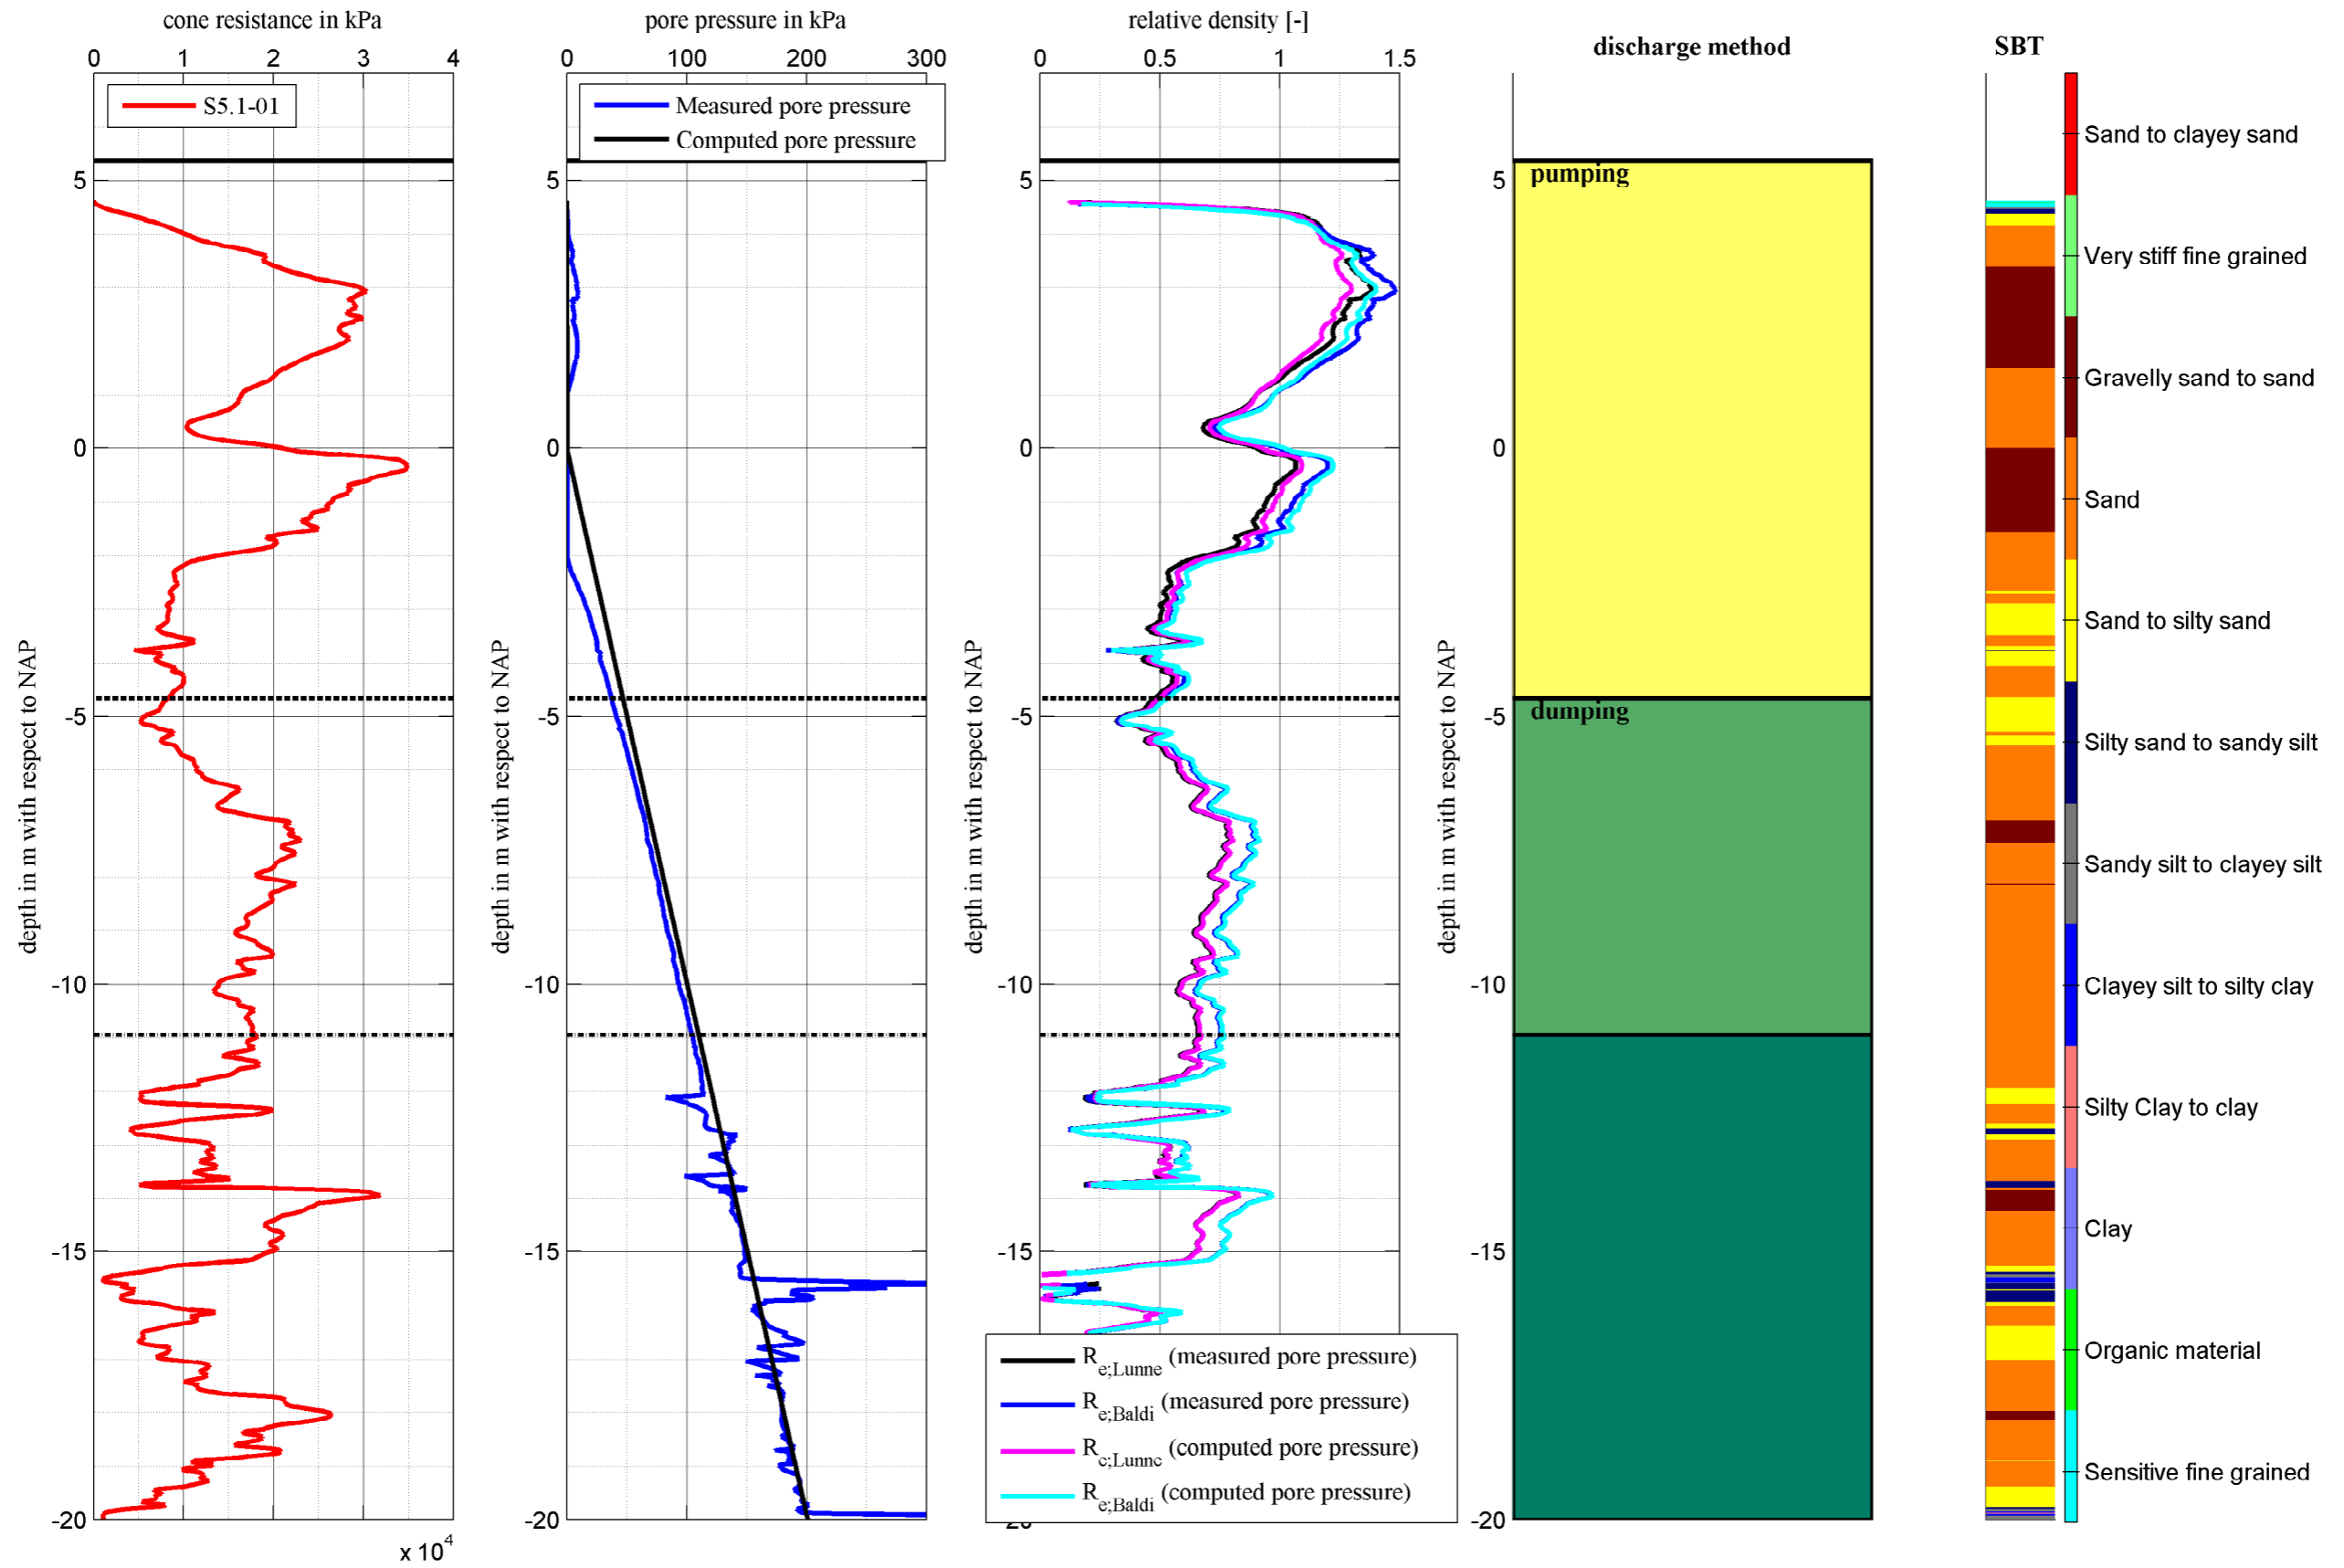 cone resistance in kPa
0 1 2 3 4
S5.1-01
5
0
-5
-10
-15
-20
x 10^4
depth in m with respect to NAP
pore pressure in kPa
0 100 200 300
Measured pore pressure
Computed pore pressure
5
0
-5
-10
-15
-20
depth in m with respect to NAP
relative density [-]
0 0.5 1 1.5
5
0
-5
-10
-15
depth in m with respect to NAP
R_e;Lunne (measured pore pressure)
R_e;Baldi (measured pore pressure)
R_e;Lunne (computed pore pressure)
R_e;Baldi (computed pore pressure)
discharge method
5
0
-5
-10
-15
-20
depth in m with respect to NAP
pumping
dumping
SBT
Sand to clayey sand
Very stiff fine grained
Gravelly sand to sand
Sand
Sand to silty sand
Silty sand to sandy silt
Sandy silt to clayey silt
Clayey silt to silty clay
Silty Clay to clay
Clay
Organic material
Sensitive fine grained